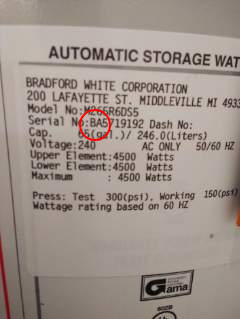 AUTOMATIC STORAGE WAT
BRADFORD WHITE CORPORATION
200 LAFAYETTE ST. MIDDLEVILLE MI 4933
Model No:M265R6DS5
Serial No:BA5719192 Dash No:
Cap. 65(gal.)/ 246.0(Liters)
Voltage:240 AC ONLY 50/60 HZ
Upper Element:4500 Watts
Lower Element:4500 Watts
Maximum :4500 Watts
Press: Test 300(psi), Working 150(psi)
Wattage rating based on 60 HZ
Gama